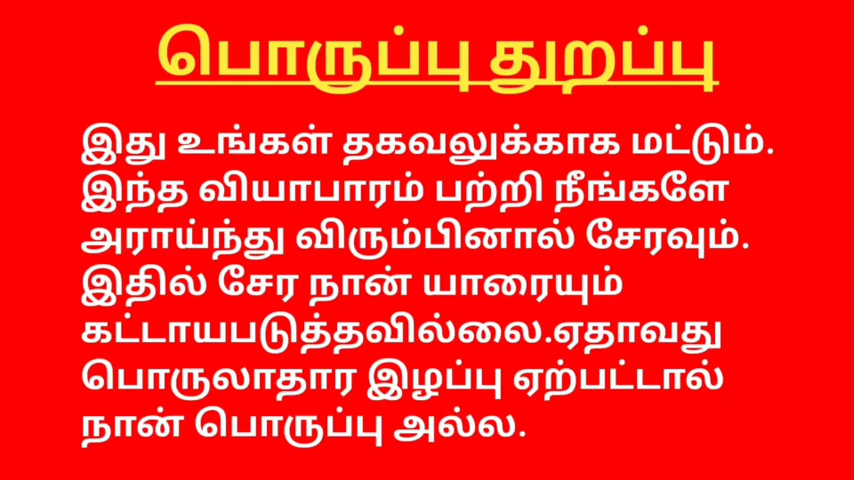 பொருப்பு துறப்பு
இது உங்கள் தகவலுக்காக மட்டும்.
இந்த வியாபாரம் பற்றி நீங்களே
அராய்ந்து விரும்பினால் சேரவும்.
இதில் சேர நான் யாரையும்
கட்டாயபடுத்தவில்லை.ஏதாவது
பொருலாதார இழப்பு ஏற்பட்டால்
நான் பொருப்பு அல்ல.